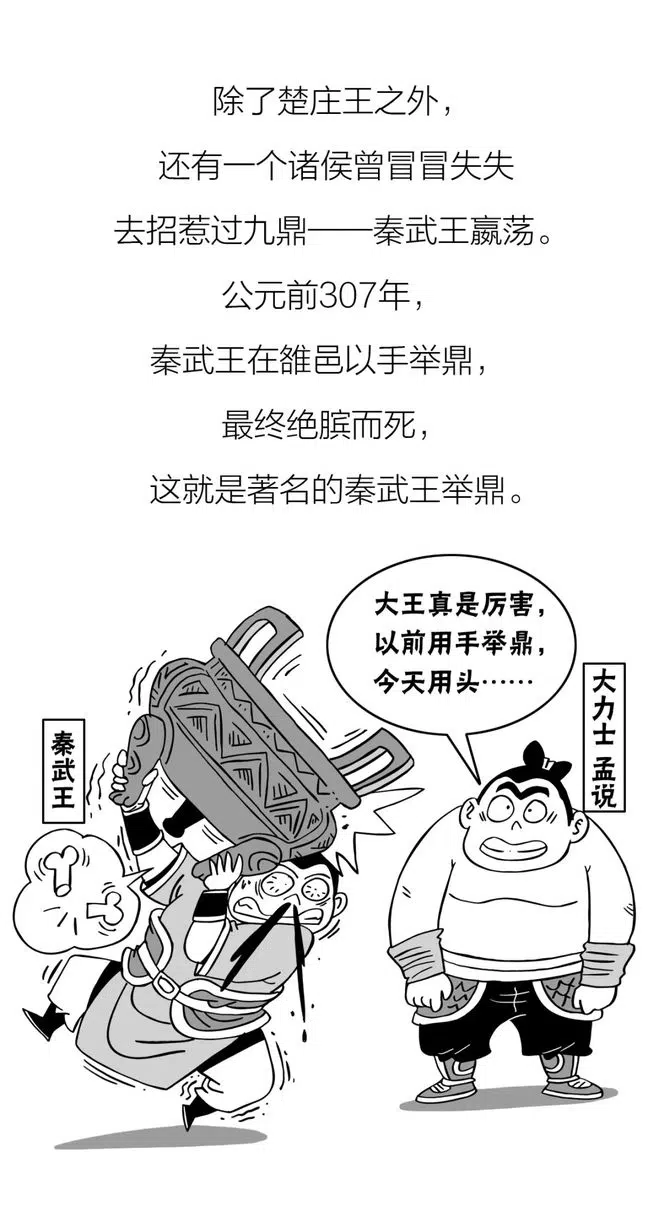 除了楚庄王之外，
还有一个诸侯曾冒冒失失
去招惹过九鼎——秦武王嬴荡。
公元前307年，
秦武王在雒邑以手举鼎，
最终绝膑而死，
这就是著名的秦武王举鼎。
大王真是厉害，
以前用手举鼎，
今天用头……
大力士 孟说
秦武王